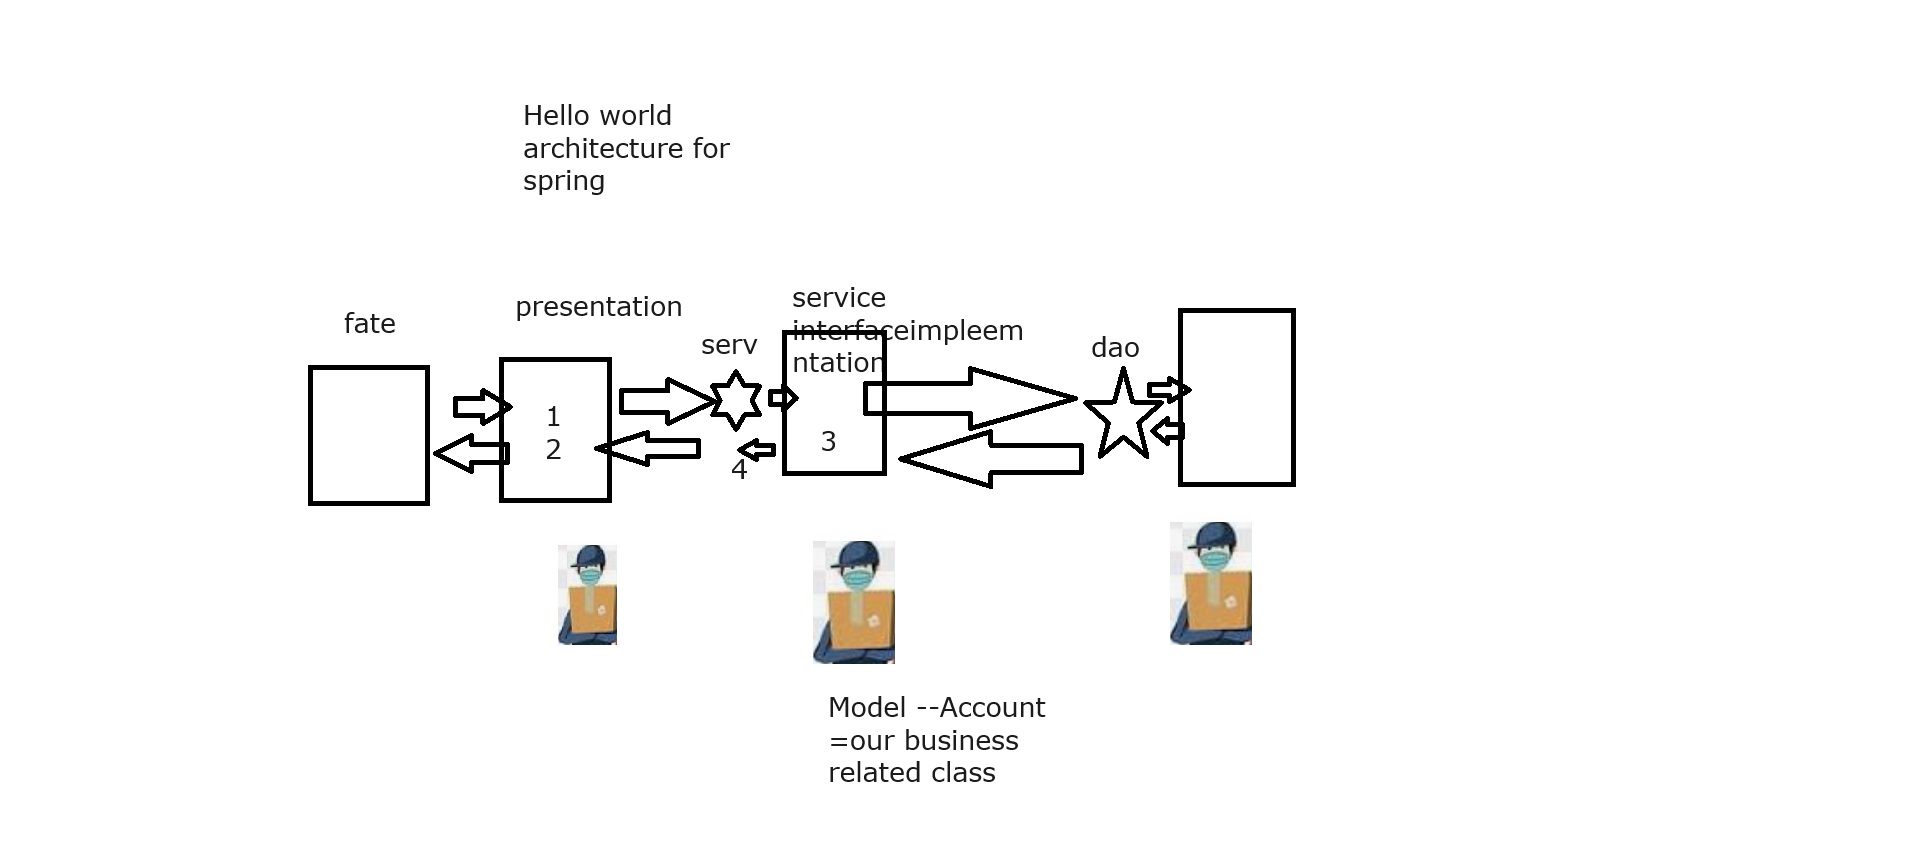 Hello world
architecture for
spring
fate
presentation
serv
service
interfaceimpleem
ntation
dao
1
2
3
4
Model --Account
=our business
related class